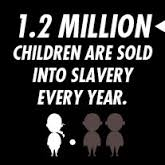 1.2 MILLION
CHILDREN ARE SOLD
INTO SLAVERY
EVERY YEAR.